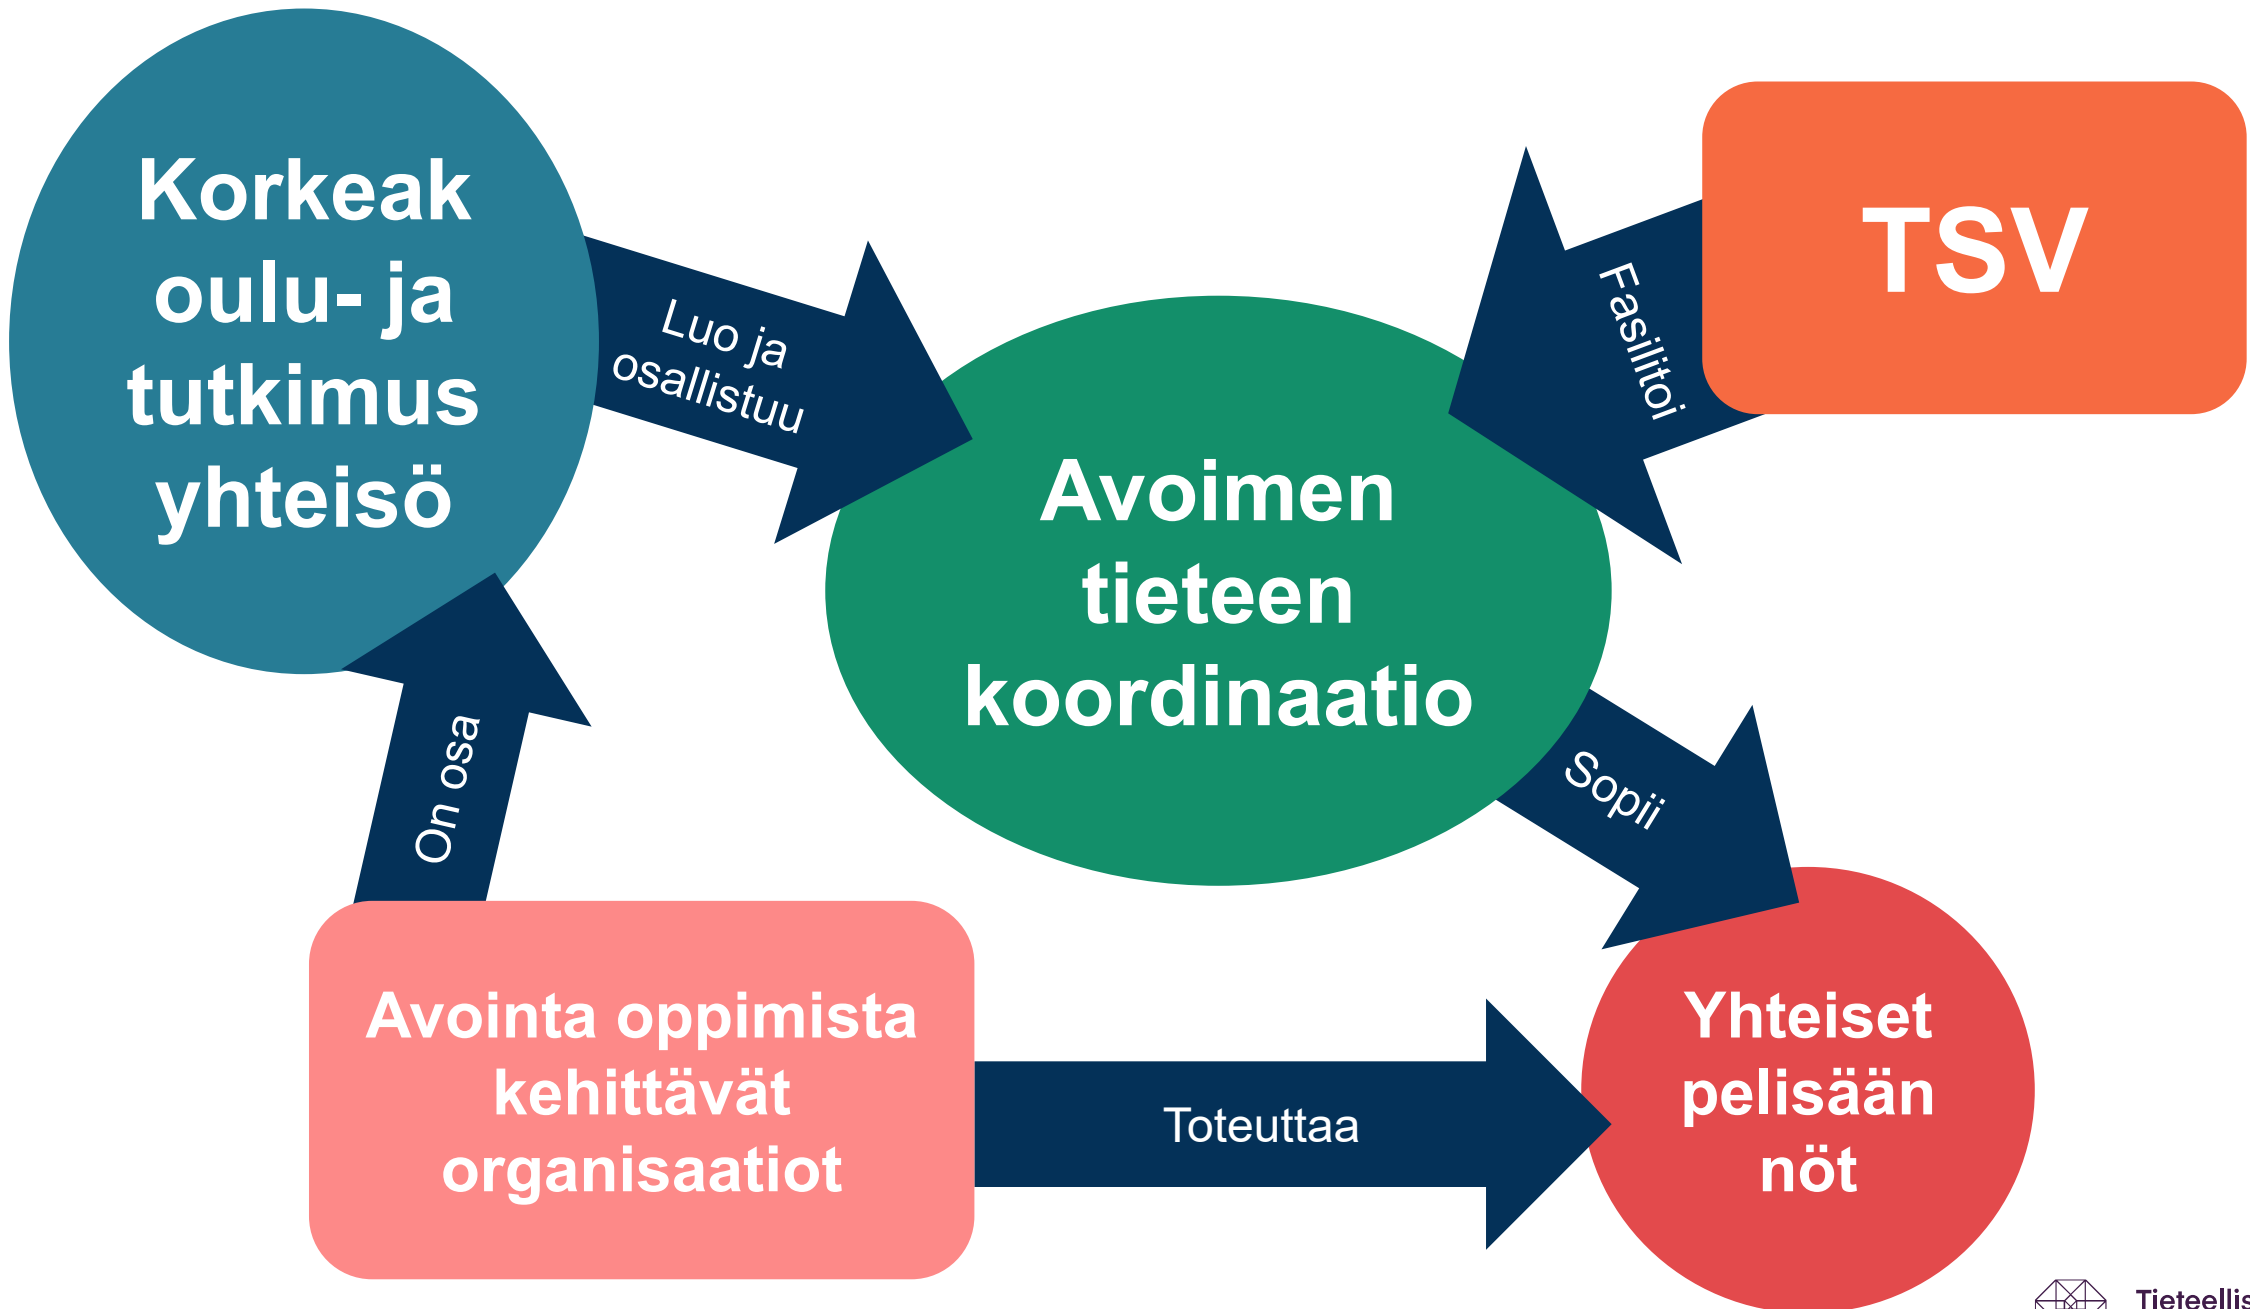 Korkeak
oulu- ja
tutkimus
yhteisö
Luo ja
osallistuu
TSV
Fasilitoi
Avoimen
tieteen
koordinaatio
On osa
Sopii
Avointa oppimista
kehittävät
organisaatiot
Toteuttaa
Yhteiset
pelisään
nöt
Tieteellis